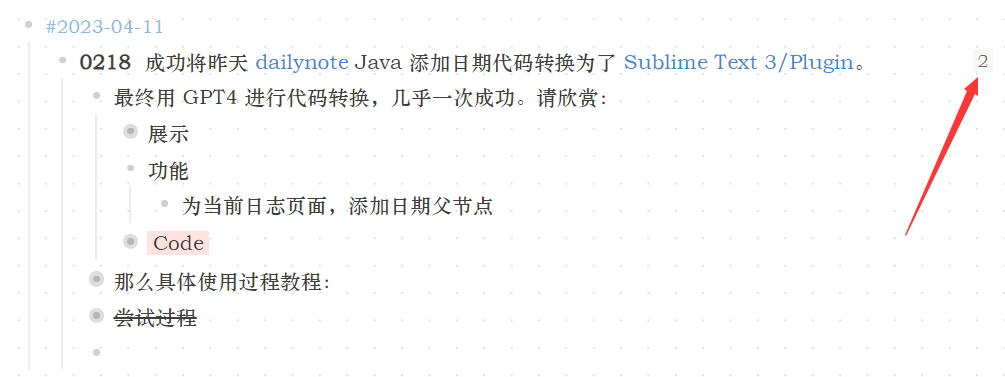 #2023-04-11
0218 成功将昨天 dailynote Java 添加日期代码转换为了 Sublime Text 3/Plugin。 2
最终用 GPT4 进行代码转换，几乎一次成功。请欣赏：
展示
功能
为当前日志页面，添加日期父节点
Code
那么具体使用过程教程：
尝试过程